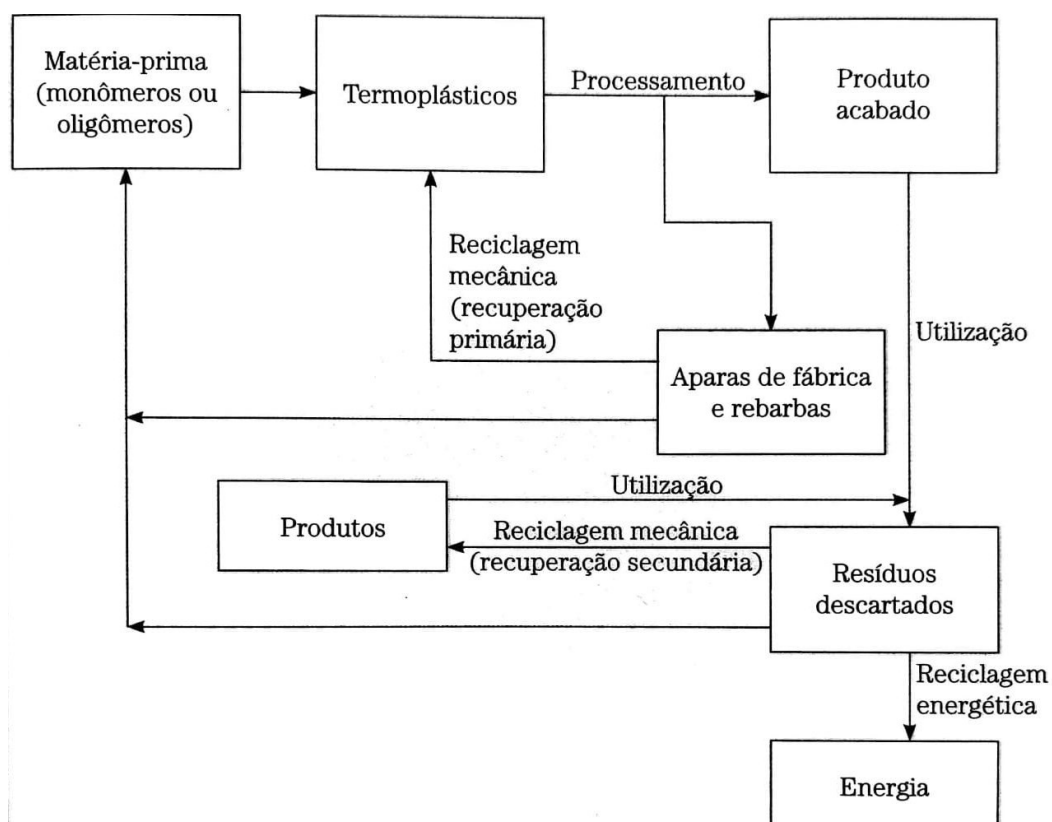 Matéria-prima
(monômeros ou
oligômeros)
Termoplásticos
Processamento
Produto
acabado
Reciclagem
mecânica
(recuperação
primária)
Utilização
Aparas de fábrica
e rebarbas
Utilização
Produtos
Reciclagem mecânica
(recuperação secundária)
Resíduos
descartados
Reciclagem
energética
Energia